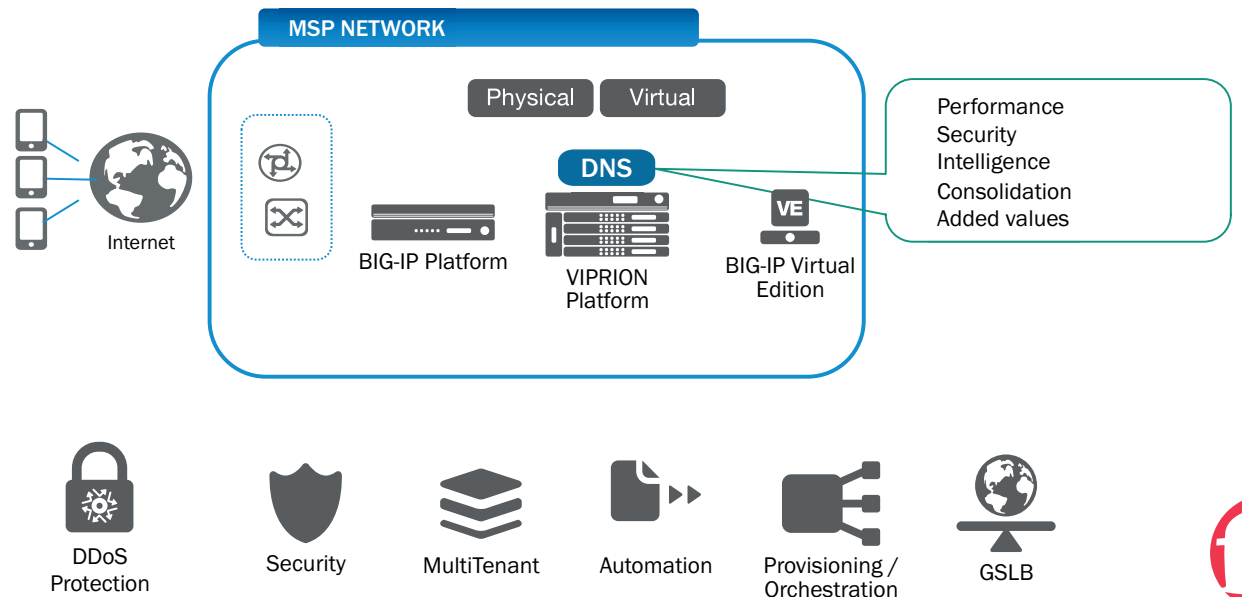 MSP NETWORK
Physical
Virtual
DNS
VE
Performance
Security
Intelligence
Consolidation
Added values
Internet
BIG-IP Platform
VIPRION
Platform
BIG-IP Virtual
Edition
DDoS
Protection
Security
MultiTenant
Automation
Provisioning /
Orchestration
GSLB